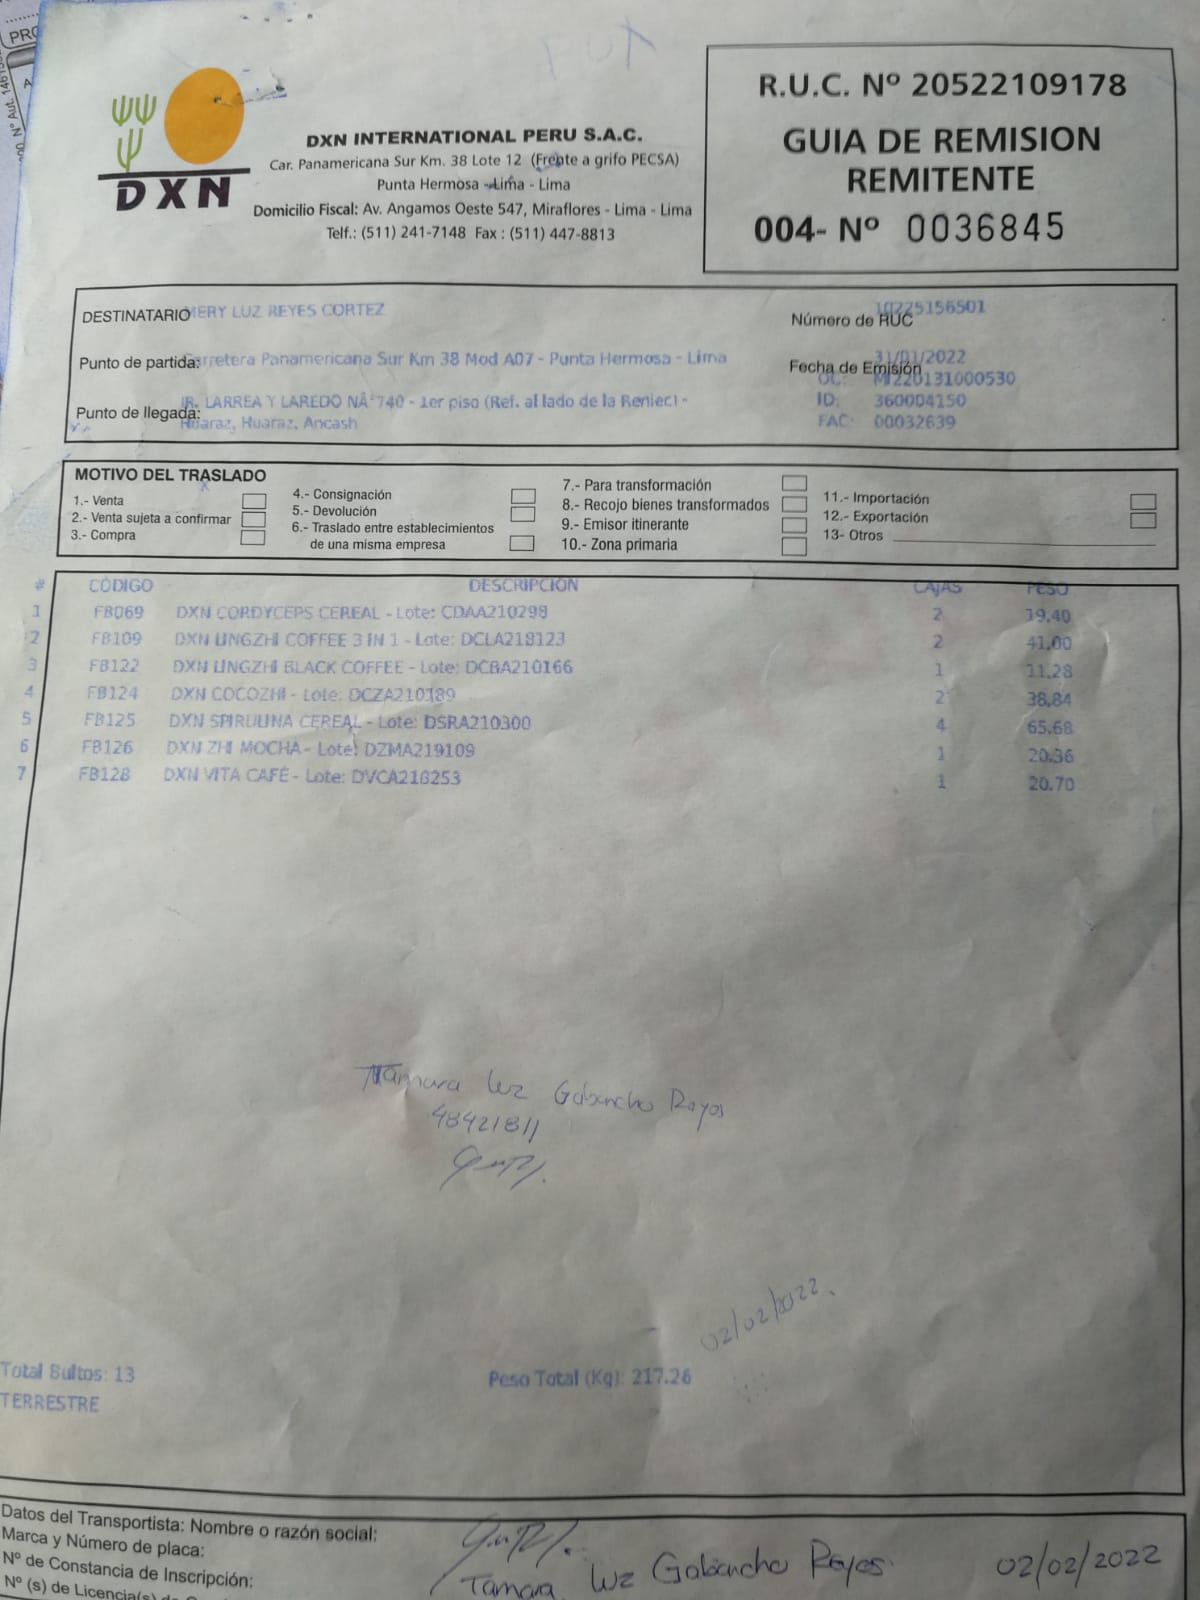 DXN
DXN INTERNATIONAL PERU S.A.C.
Car. Panamericana Sur Km. 38 Lote 12 (Frente a grifo PECSA)
Punta Hermosa - Lima - Lima
Domicilio Fiscal: Av. Angamos Oeste 547, Miraflores - Lima - Lima
Telf.: (511) 241-7148 Fax : (511) 447-8813
R.U.C. Nº 20522109178
GUIA DE REMISION
REMITENTE
004- Nº 0036845
DESTINATARIO MERY LUZ REYES CORTEZ
Número de RUC 10225156501
Punto de partida: Carretera Panamericana Sur Km 38 Mod A07 - Punta Hermosa - Lima
Fecha de Emisión 31/01/2022
OC: MI220131000530
Punto de llegada: JR. LARREA Y LAREDO NÂ°740 - 1er piso (Ref. al lado de la Reniec) -
Huaraz, Huaraz, Ancash
ID: 360004150
FAC: 00032639
MOTIVO DEL TRASLADO
1.- Venta
2.- Venta sujeta a confirmar
3.- Compra
4.- Consignación
5.- Devolución
6.- Traslado entre establecimientos
de una misma empresa
7.- Para transformación
8.- Recojo bienes transformados
9.- Emisor itinerante
10.- Zona primaria
11.- Importación
12.- Exportación
13- Otros
# CÓDIGO DESCRIPCIÓN CAJAS PESO
1 FB069 DXN CORDYCEPS CEREAL - Lote: CDAA210298 2 19.40
2 FB109 DXN LINGZHI COFFEE 3 IN 1 - Lote: DCLA218123 2 41.00
3 FB122 DXN LINGZHI BLACK COFFEE - Lote: DCBA210166 1 11.28
4 FB124 DXN COCOZHI - Lote: DCZA210189 2 38.84
5 FB125 DXN SPIRULINA CEREAL - Lote: DSRA210300 4 65.68
6 FB126 DXN ZHI MOCHA - Lote: DZMA219109 1 20.36
7 FB128 DXN VITA CAFÉ - Lote: DVCA218253 1 20.70
Tamara Luz Gabancho Reyes
48421811
02/02/2022
Total Bultos: 13
Peso Total (Kg): 217.26
TERRESTRE
Datos del Transportista: Nombre o razón social:
Marca y Número de placa:
Nº de Constancia de Inscripción:
Nº (s) de Licencia(s)
Tamara Luz Gabancho Reyes
02/02/2022